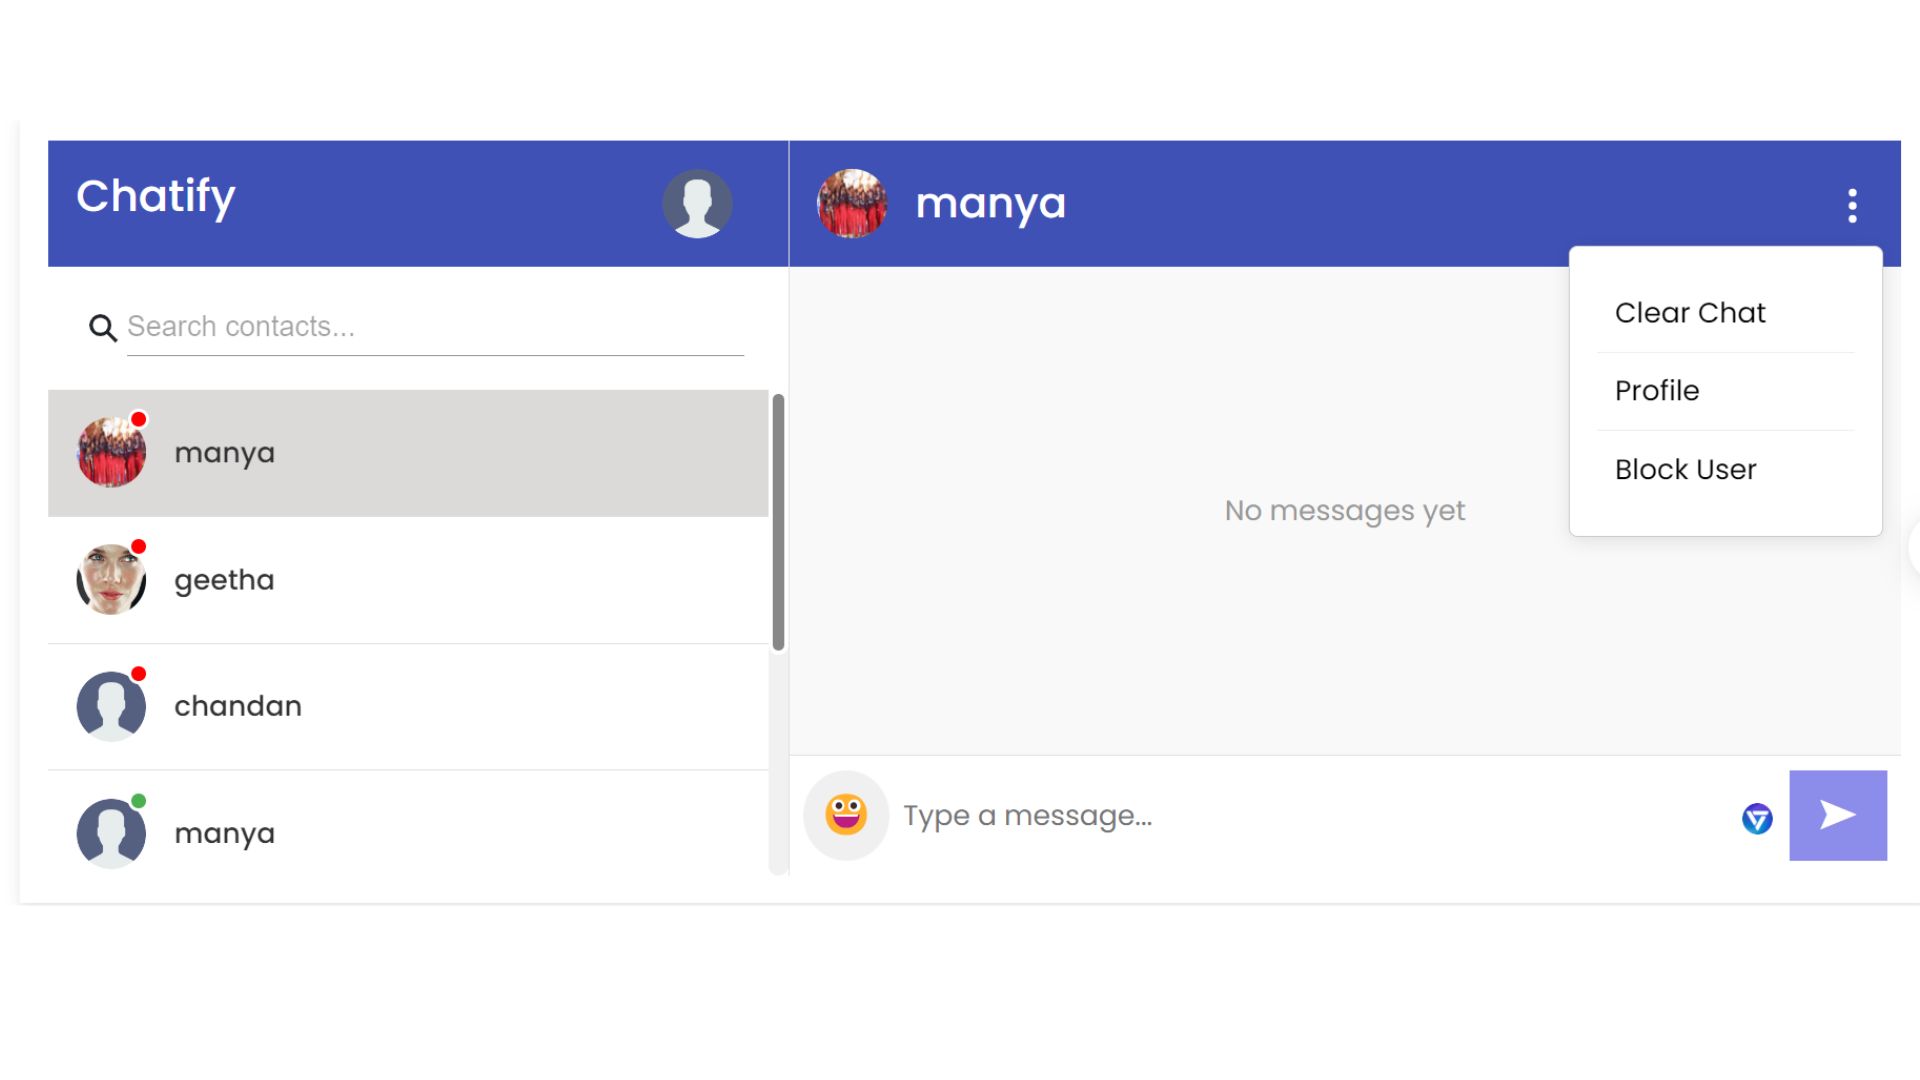 Chatify
Search contacts...
manya
geetha
chandan
manya
manya
Clear Chat
Profile
Block User
No messages yet
Type a message...